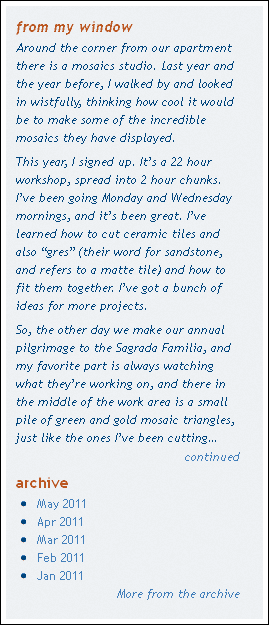 from my window
Around the corner from our apartment
there is a mosaics studio. Last year and
the year before, I walked by and looked
in wistfully, thinking how cool it would
be to make some of the incredible
mosaics they have displayed.
This year, I signed up. It's a 22 hour
workshop, spread into 2 hour chunks.
I've been going Monday and Wednesday
mornings, and it's been great. I've
learned how to cut ceramic tiles and
also “gres” (their word for sandstone,
and refers to a matte tile) and how to
fit them together. I've got a bunch of
ideas for more projects.
So, the other day we make our annual
pilgrimage to the Sagrada Familia, and
my favorite part is always watching
what they're working on, and there in
the middle of the work area is a small
pile of green and gold mosaic triangles,
just like the ones I've been cutting...
continued
archive
• May 2011
• Apr 2011
• Mar 2011
• Feb 2011
• Jan 2011
More from the archive